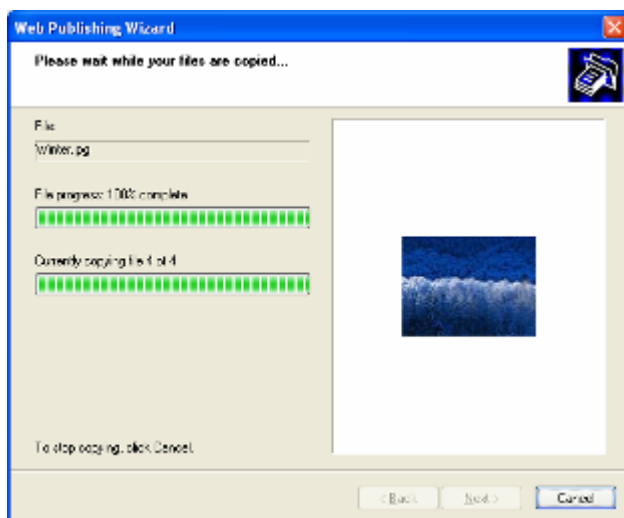 Web Publishing Wizard
Please wait while your files are copied...
File:
Winter.jpg
File progress: 100% complete
Currently copying file 4 of 4
To stop copying, click Cancel.
< Back
Next >
Cancel